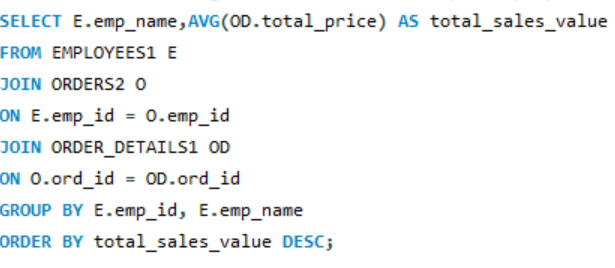 SELECT E.emp_name,AVG(OD.total_price) AS total_sales_value
FROM EMPLOYEES1 E
JOIN ORDERS2 O
ON E.emp_id = O.emp_id
JOIN ORDER_DETAILS1 OD
ON O.ord_id = OD.ord_id
GROUP BY E.emp_id, E.emp_name
ORDER BY total_sales_value DESC;